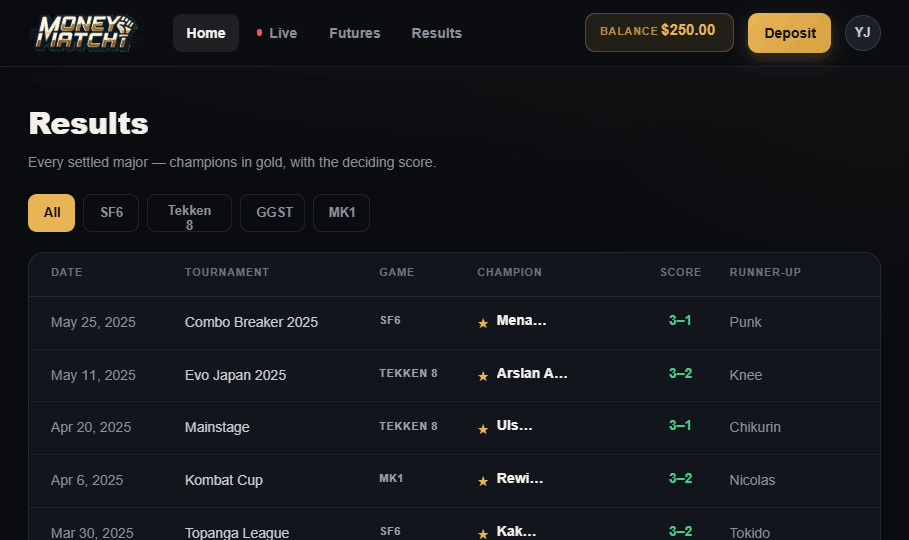 MONEY MATCH!
Home
Live
Futures
Results
BALANCE $250.00
Deposit
YJ
Results
Every settled major — champions in gold, with the deciding score.
All
SF6
Tekken
8
GGST
MK1
DATE TOURNAMENT GAME CHAMPION SCORE RUNNER-UP
May 25, 2025 Combo Breaker 2025 SF6 ★ Mena... 3–1 Punk
May 11, 2025 Evo Japan 2025 TEKKEN 8 ★ Arslan A... 3–2 Knee
Apr 20, 2025 Mainstage TEKKEN 8 ★ Uls... 3–1 Chikurin
Apr 6, 2025 Kombat Cup MK1 ★ Rewi... 3–2 Nicolas
Mar 30, 2025 Topanga League SF6 ★ Kak... 3–2 Tokido